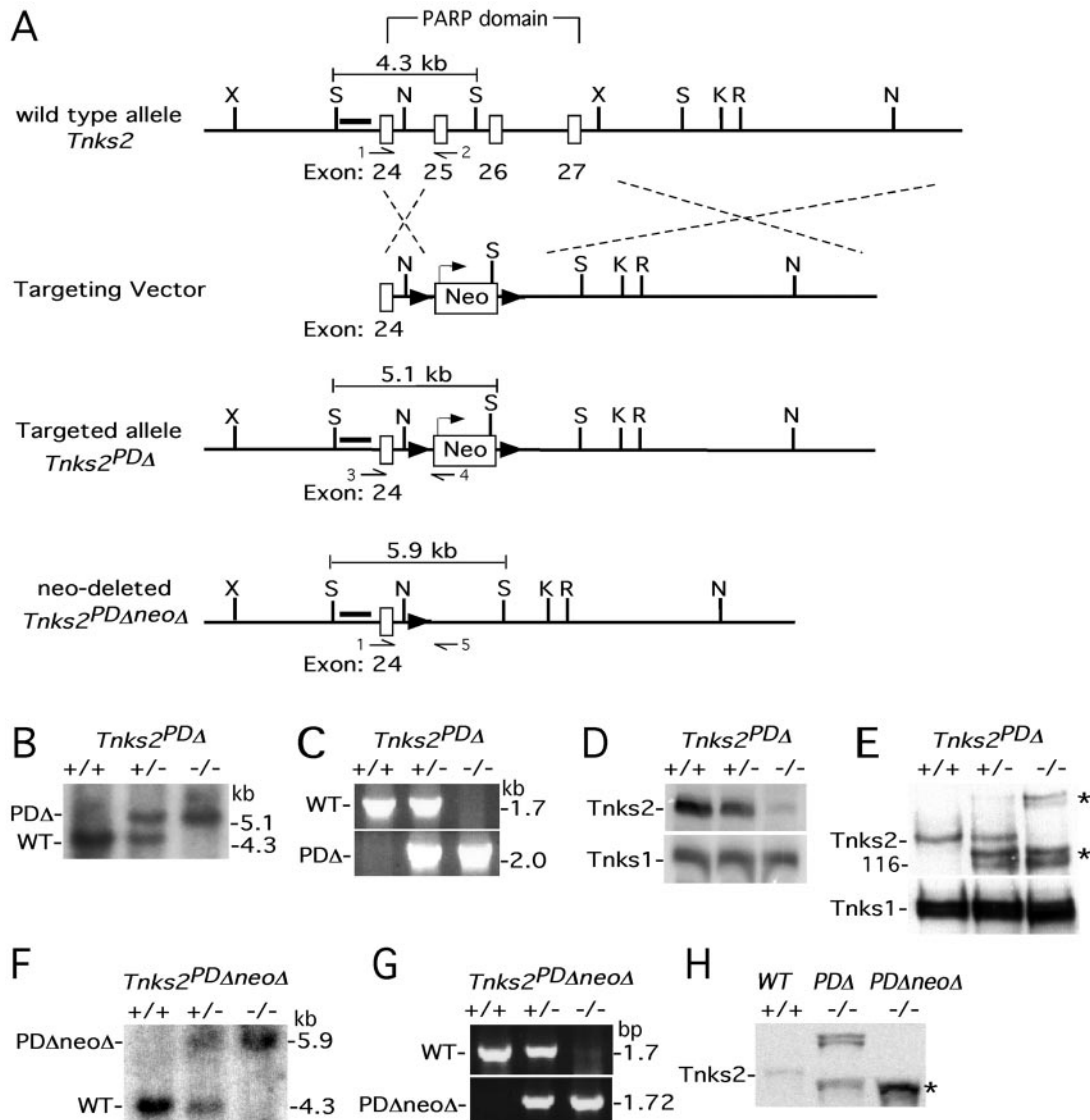 A
PARP domain
4.3 kb
X S N S X S K R N
wild type allele
Tnks2
1 2
Exon: 24 25 26 27
N S S K R N
Targeting Vector
Neo
Exon: 24
5.1 kb
X S N S S K R N
Targeted allele
Tnks2PDΔ
Neo
3 4
Exon: 24
5.9 kb
X S N S K R N
neo-deleted
Tnks2PDΔneoΔ
1 5
Exon: 24
B
Tnks2PDΔ
+/+ +/- -/-
kb
PDΔ- -5.1
WT- -4.3
C
Tnks2PDΔ
+/+ +/- -/-
kb
WT- -1.7
PDΔ- -2.0
D
Tnks2PDΔ
+/+ +/- -/-
Tnks2-
Tnks1-
E
Tnks2PDΔ
+/+ +/- -/-
*
Tnks2-
116- *
Tnks1-
F
Tnks2PDΔneoΔ
+/+ +/- -/-
kb
PDΔneoΔ- -5.9
WT- -4.3
G
Tnks2PDΔneoΔ
+/+ +/- -/-
bp
WT- -1.7
PDΔneoΔ- -1.72
H
WT PDΔ PDΔneoΔ
+/+ -/- -/-
Tnks2-
*